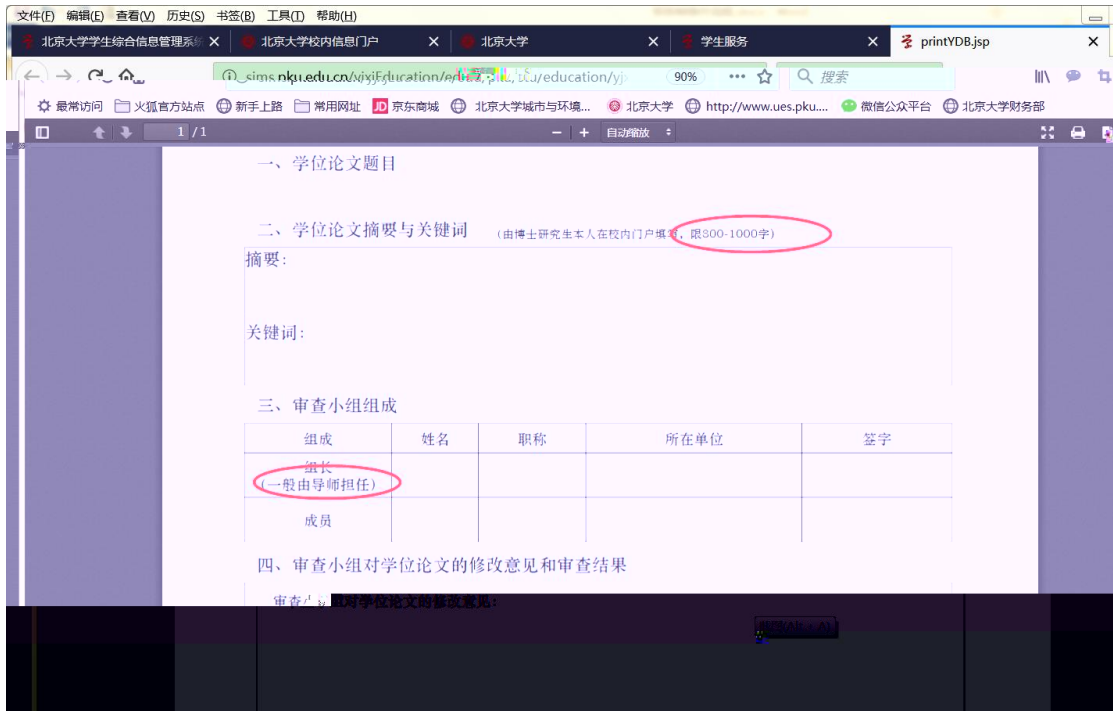 文件(F) 编辑(E) 查看(V) 历史(S) 书签(B) 工具(T) 帮助(H)
北京大学学生综合信息管理系统 北京大学校内信息门户 北京大学 学生服务 printYDB.jsp
90% 搜索
最常访问 火狐官方站点 新手上路 常用网址 JD 京东商城 北京大学城市与环境... 北京大学 http://www.ues.pku.... 微信公众平台 北京大学财务部
1 / 1 自动缩放
一、学位论文题目
二、学位论文摘要与关键词 (由博士研究生本人在校内门户填写，限800-1000字)
摘要：
关键词：
三、审查小组组成
组成 姓名 职称 所在单位 签字
组长
(一般由导师担任)
成员
四、审查小组对学位论文的修改意见和审查结果
审查小组对学位论文的修改意见：